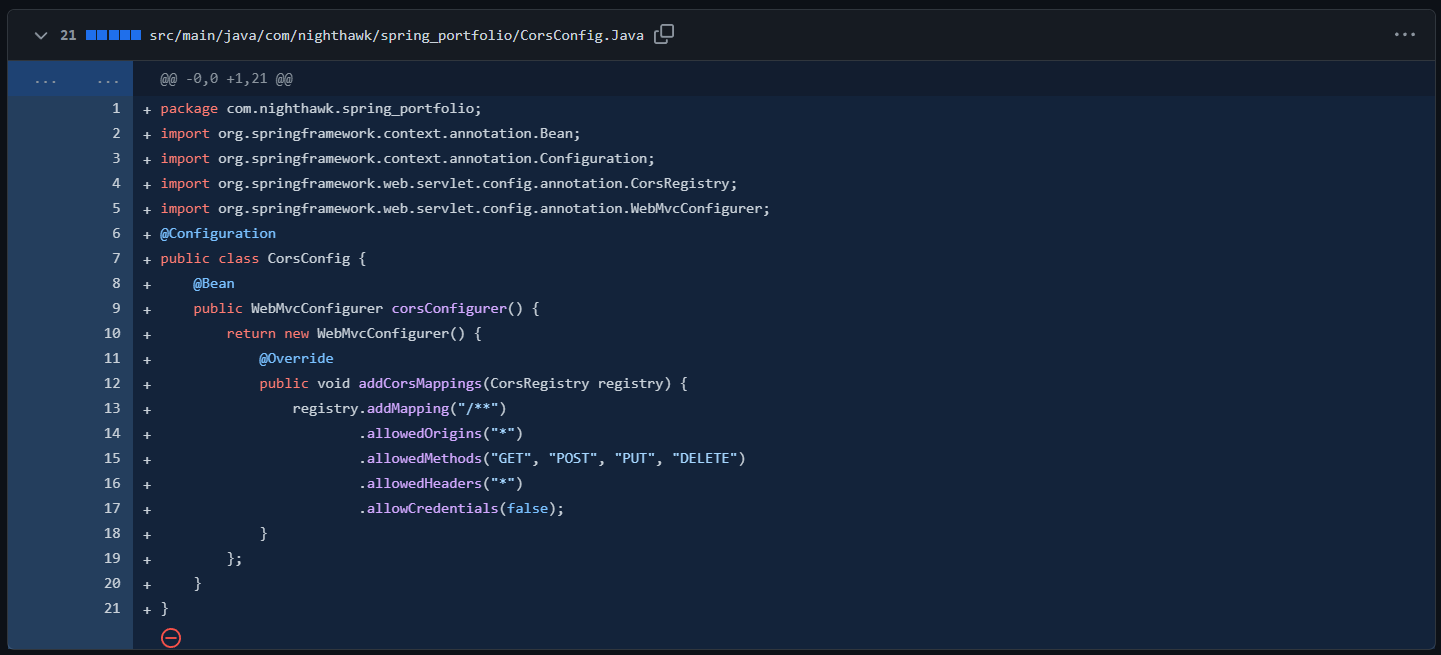 21 src/main/java/com/nighthawk/spring_portfolio/CorsConfig.Java ...
... ... @@ -0,0 +1,21 @@
1 + package com.nighthawk.spring_portfolio;
2 + import org.springframework.context.annotation.Bean;
3 + import org.springframework.context.annotation.Configuration;
4 + import org.springframework.web.servlet.config.annotation.CorsRegistry;
5 + import org.springframework.web.servlet.config.annotation.WebMvcConfigurer;
6 + @Configuration
7 + public class CorsConfig {
8 +     @Bean
9 +     public WebMvcConfigurer corsConfigurer() {
10 +         return new WebMvcConfigurer() {
11 +             @Override
12 +             public void addCorsMappings(CorsRegistry registry) {
13 +                 registry.addMapping("/**")
14 +                         .allowedOrigins("*")
15 +                         .allowedMethods("GET", "POST", "PUT", "DELETE")
16 +                         .allowedHeaders("*")
17 +                         .allowCredentials(false);
18 +             }
19 +         };
20 +     }
21 + }